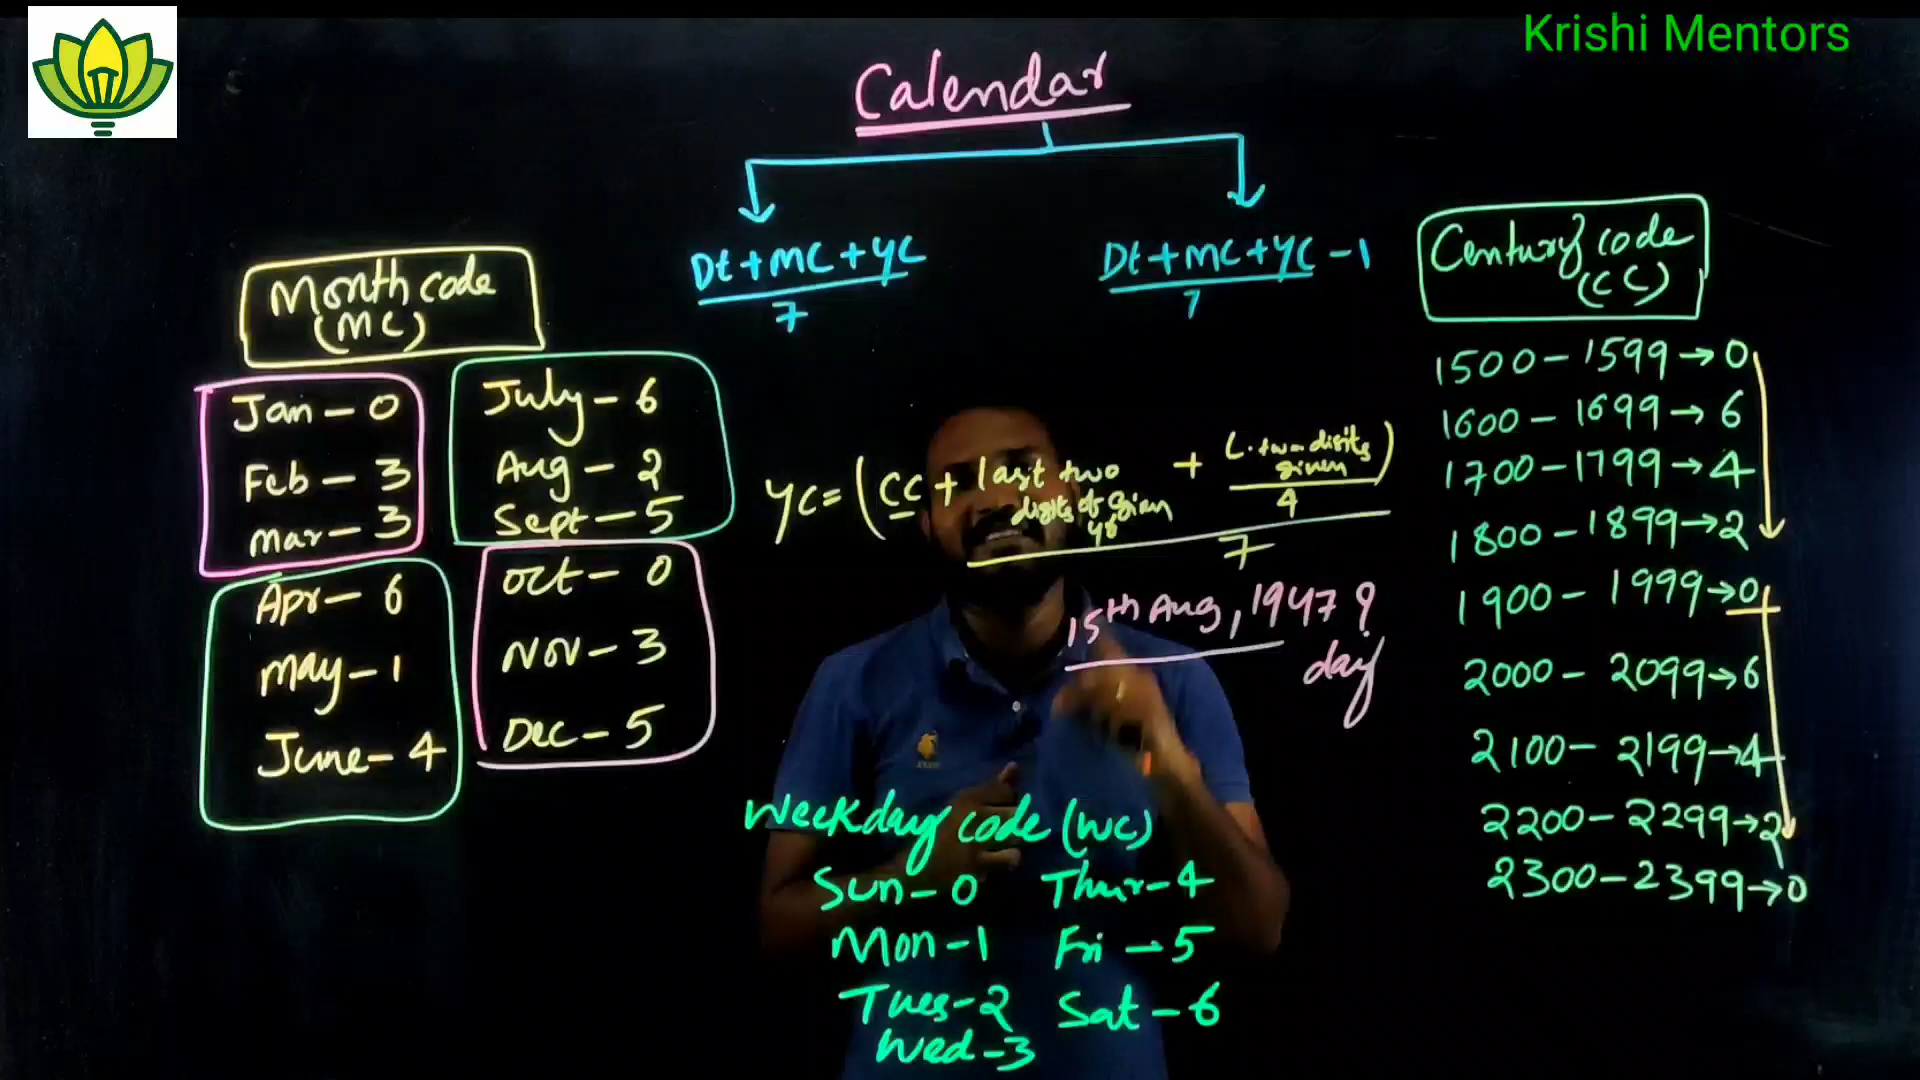 Krishi Mentors
Calendar
Dt + MC + YC
7
Dt + MC + YC - 1
7
Month code
(MC)
Jan - 0
Feb - 3
Mar - 3
Apr - 6
May - 1
June - 4
July - 6
Aug - 2
Sept - 5
Oct - 0
Nov - 3
Dec - 5
YC = (CC + last two digits of given yr + L. two digits given / 4)
7
15th Aug, 1947 ?
day
Weekday code (WC)
Sun - 0 Thur - 4
Mon - 1 Fri - 5
Tues - 2 Sat - 6
Wed - 3
Century code
(CC)
1500 - 1599 → 0
1600 - 1699 → 6
1700 - 1799 → 4
1800 - 1899 → 2
1900 - 1999 → 0
2000 - 2099 → 6
2100 - 2199 → 4
2200 - 2299 → 2
2300 - 2399 → 0